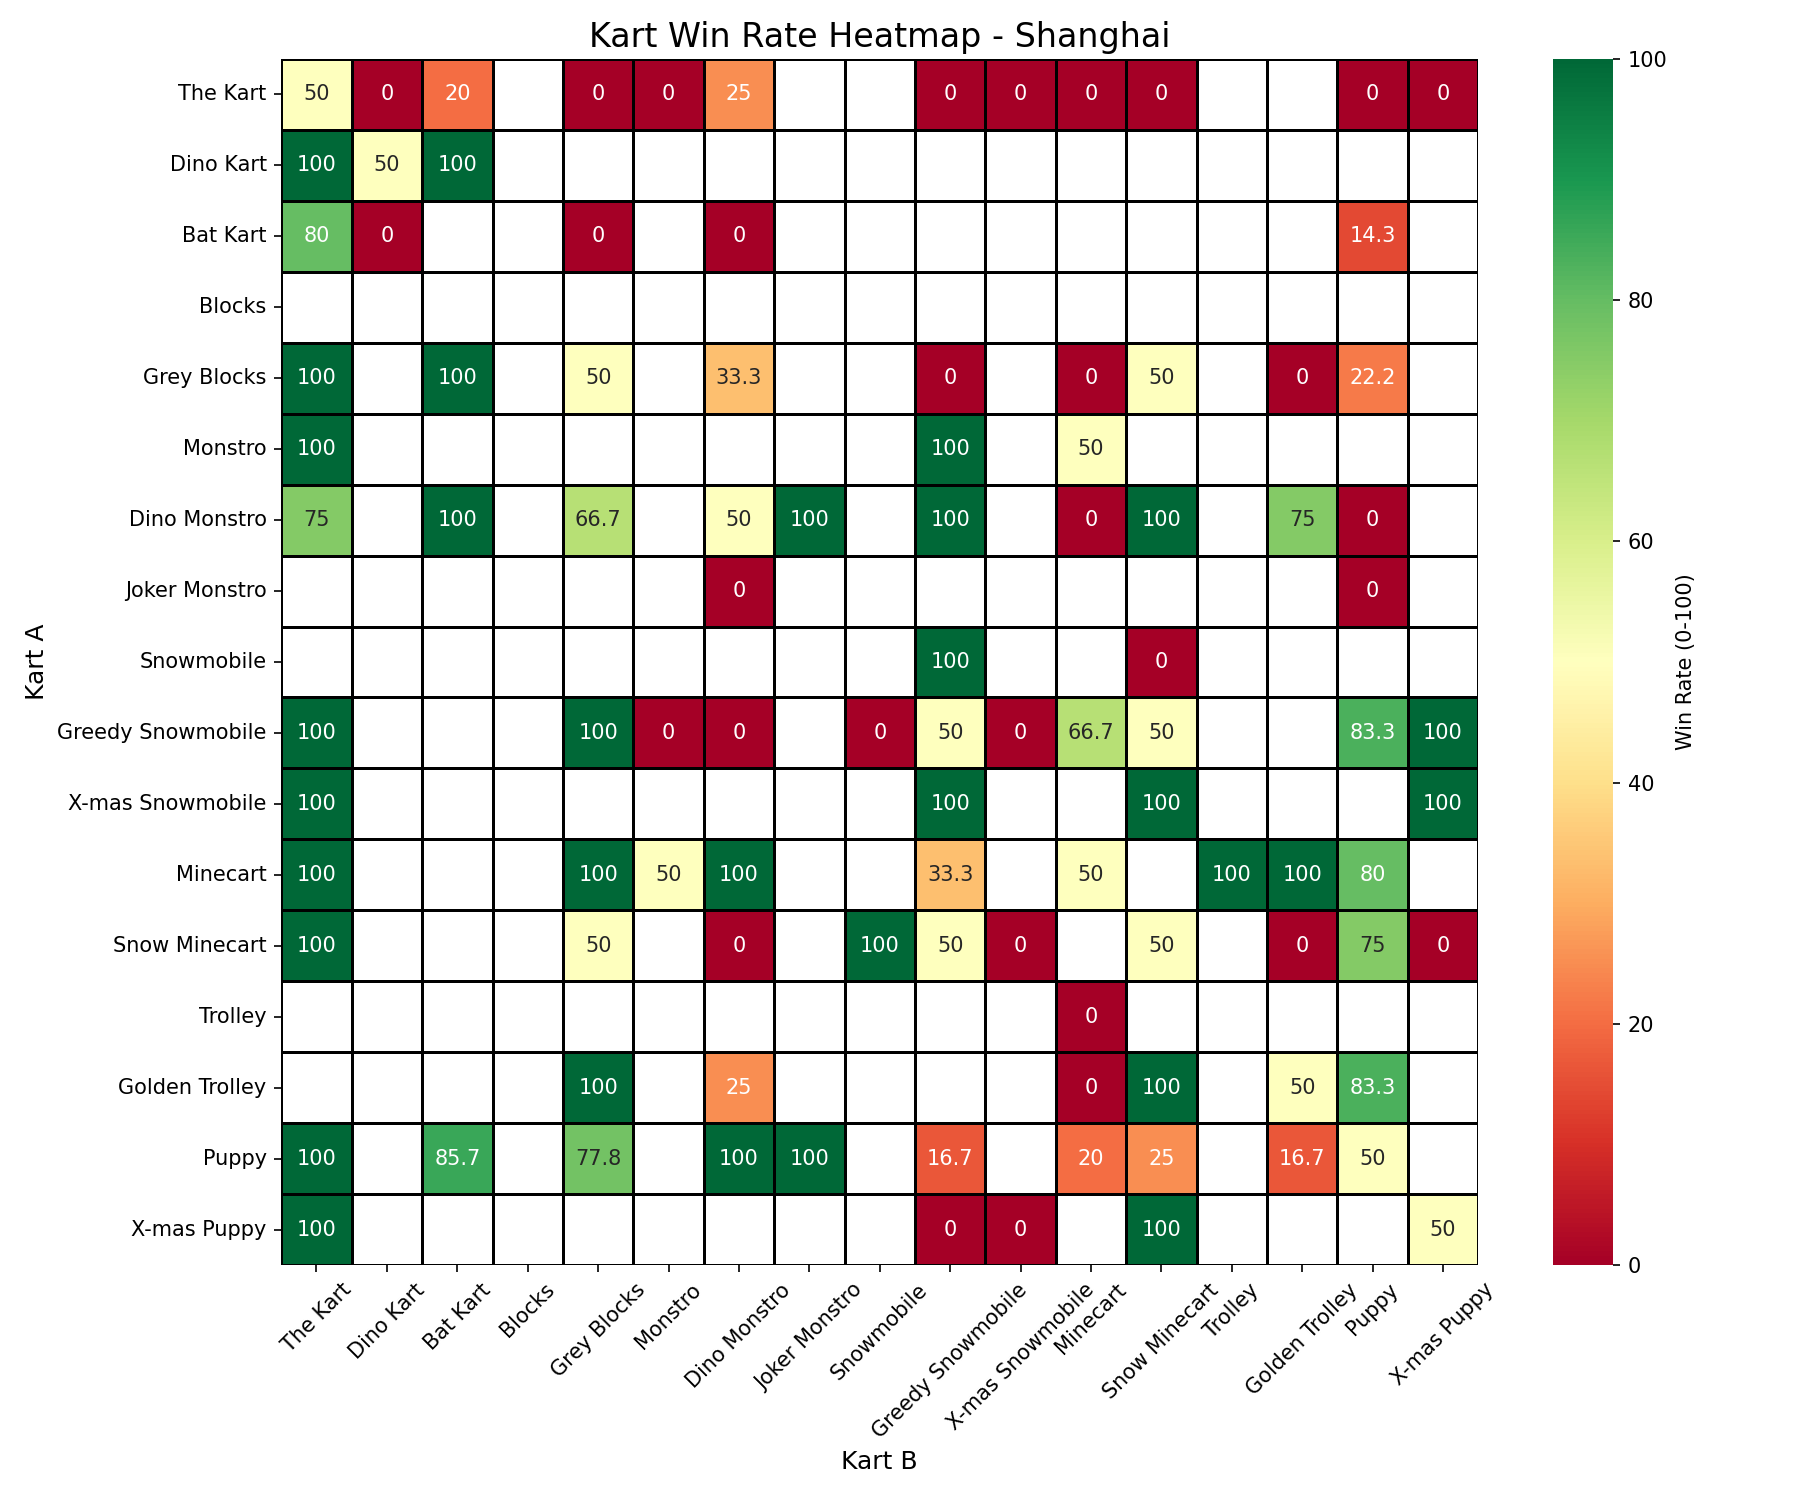 Kart Win Rate Heatmap - Shanghai
The Kart 50 0 20 0 0 25 0 0 0 0 0 0
Dino Kart 100 50 100
Bat Kart 80 0 0 0 14.3
Blocks
Grey Blocks 100 100 50 33.3 0 0 50 0 22.2
Monstro 100 100 50
Dino Monstro 75 100 66.7 50 100 100 0 100 75 0
Joker Monstro 0 0
Snowmobile 100 0
Greedy Snowmobile 100 100 0 0 0 50 0 66.7 50 83.3 100
X-mas Snowmobile 100 100 100 100
Minecart 100 100 50 100 33.3 50 100 100 80
Snow Minecart 100 50 0 100 50 0 50 0 75 0
Trolley 0
Golden Trolley 100 25 0 100 50 83.3
Puppy 100 85.7 77.8 100 100 16.7 20 25 16.7 50
X-mas Puppy 100 0 0 100 50
The Kart Dino Kart Bat Kart Blocks Grey Blocks Monstro Dino Monstro Joker Monstro Snowmobile Greedy Snowmobile X-mas Snowmobile Minecart Snow Minecart Trolley Golden Trolley Puppy X-mas Puppy
Kart B
Kart A
100
80
60
40
20
0
Win Rate (0-100)